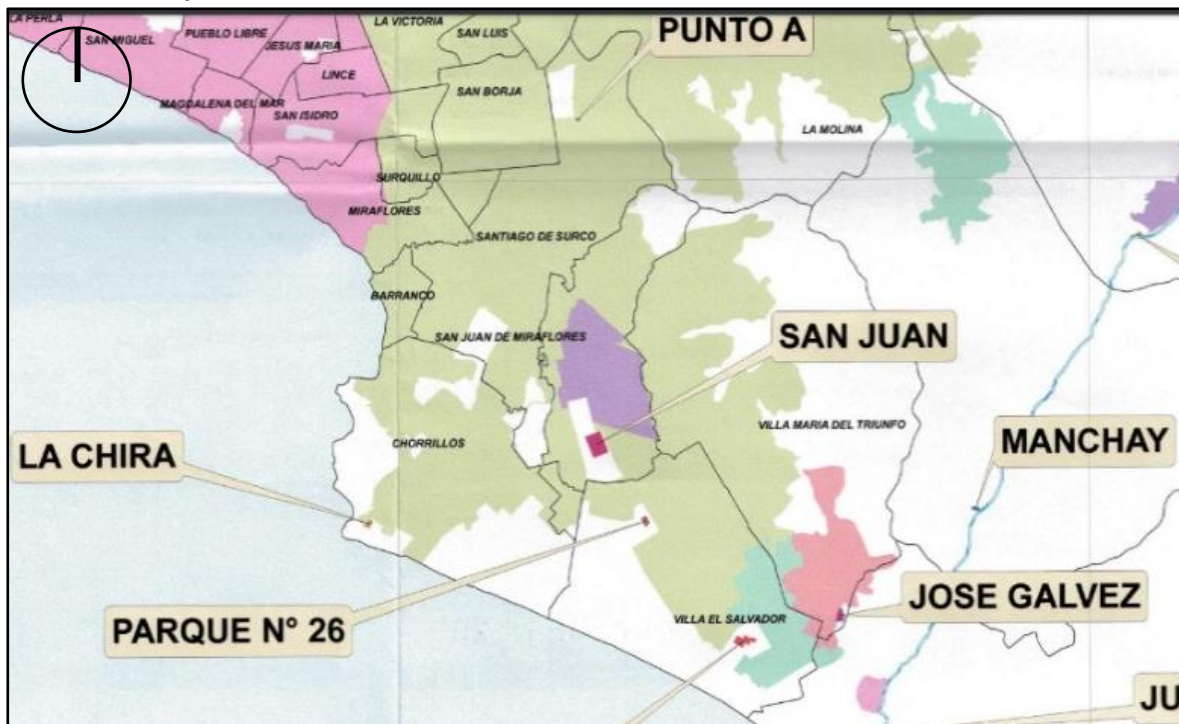 LA PERLA
SAN MIGUEL
PUEBLO LIBRE
JESUS MARIA
LA VICTORIA
SAN LUIS
PUNTO A
LINCE
SAN BORJA
MAGDALENA DEL MAR
SAN ISIDRO
LA MOLINA
SURQUILLO
MIRAFLORES
SANTIAGO DE SURCO
BARRANCO
SAN JUAN DE MIRAFLORES
SAN JUAN
CHORRILLOS
VILLA MARIA DEL TRIUNFO
LA CHIRA
MANCHAY
PARQUE N° 26
VILLA EL SALVADOR
JOSE GALVEZ
JU